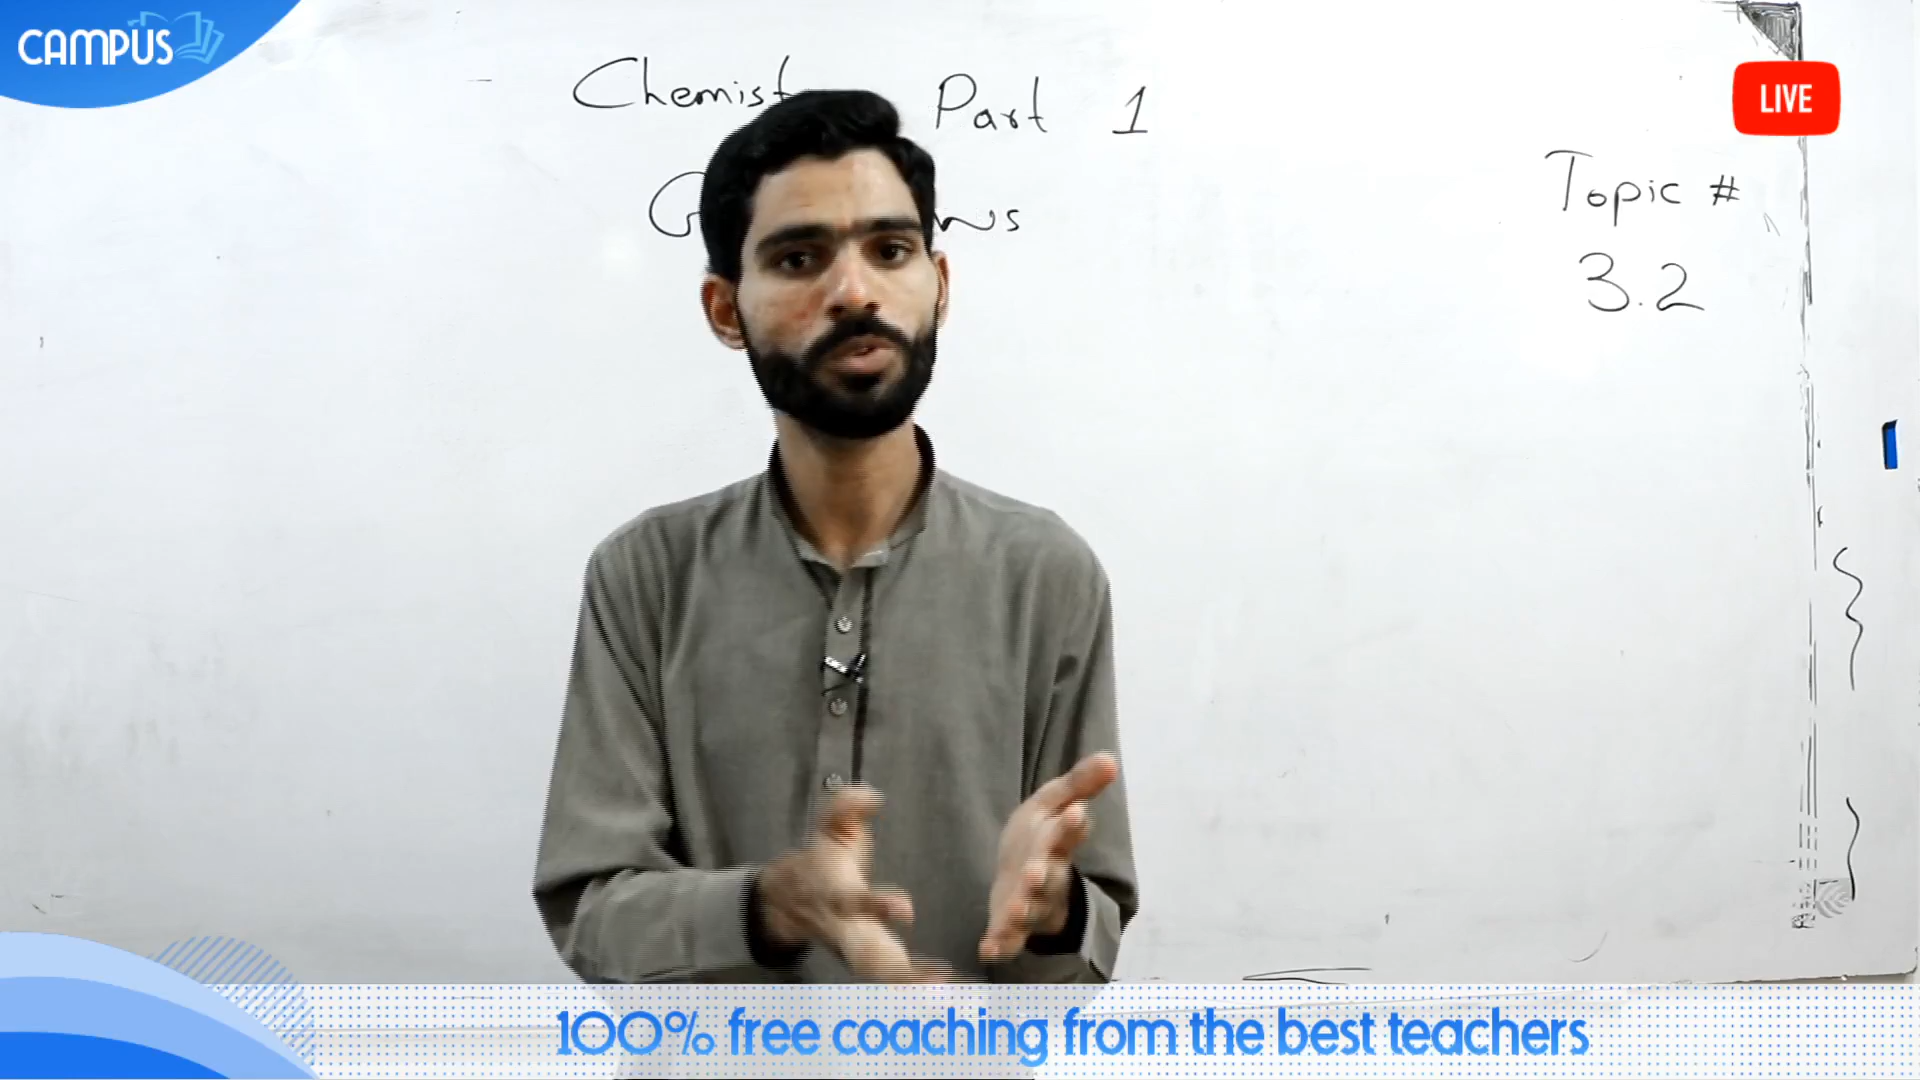 CAMPUS
LIVE
Part 1
Topic #
3.2
100% free coaching from the best teachers